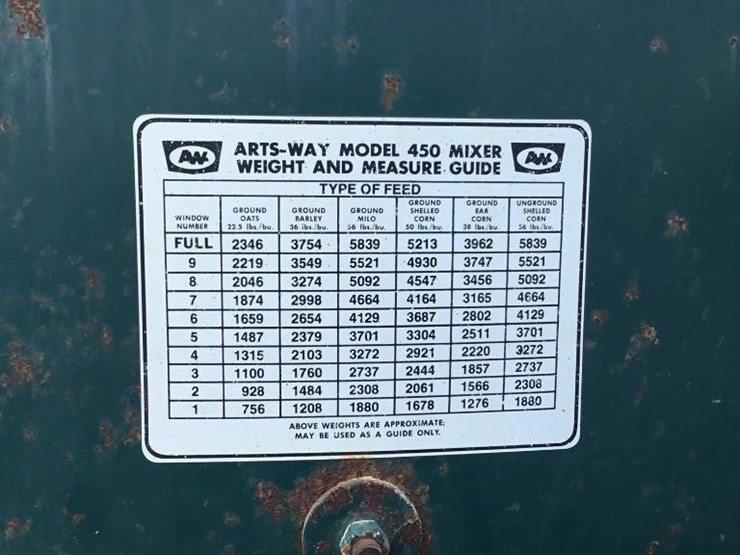 AW ARTS-WAY MODEL 450 MIXER AW
WEIGHT AND MEASURE GUIDE
TYPE OF FEED
WINDOW NUMBER GROUND OATS 22.5 lbs./bu. GROUND BARLEY 36 lbs./bu. GROUND MILO 56 lbs./bu. GROUND SHELLED CORN 50 lbs./bu. GROUND EAR CORN 38 lbs./bu. UNGROUND SHELLED CORN 56 lbs./bu.
FULL 2346 3754 5839 5213 3962 5839
9 2219 3549 5521 4930 3747 5521
8 2046 3274 5092 4547 3456 5092
7 1874 2998 4664 4164 3165 4664
6 1659 2654 4129 3687 2802 4129
5 1487 2379 3701 3304 2511 3701
4 1315 2103 3272 2921 2220 3272
3 1100 1760 2737 2444 1857 2737
2 928 1484 2308 2061 1566 2308
1 756 1208 1880 1678 1276 1880
ABOVE WEIGHTS ARE APPROXIMATE;
MAY BE USED AS A GUIDE ONLY.